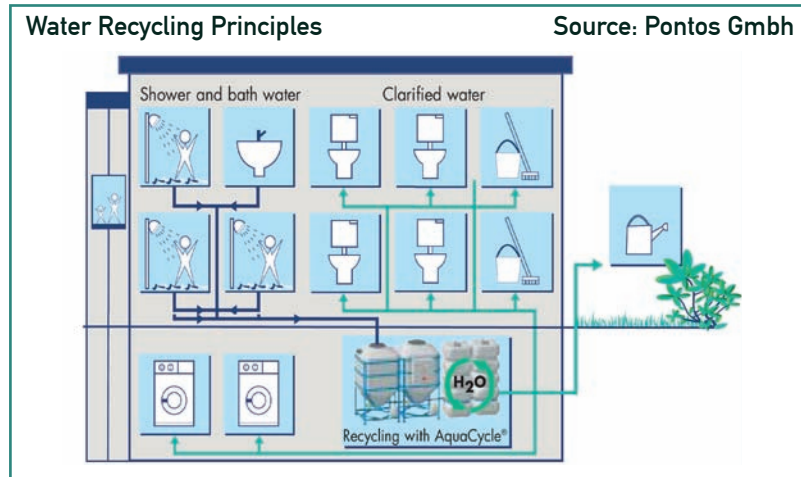 Water Recycling Principles Source: Pontos Gmbh
Shower and bath water Clarified water
H₂O
Recycling with AquaCycle®